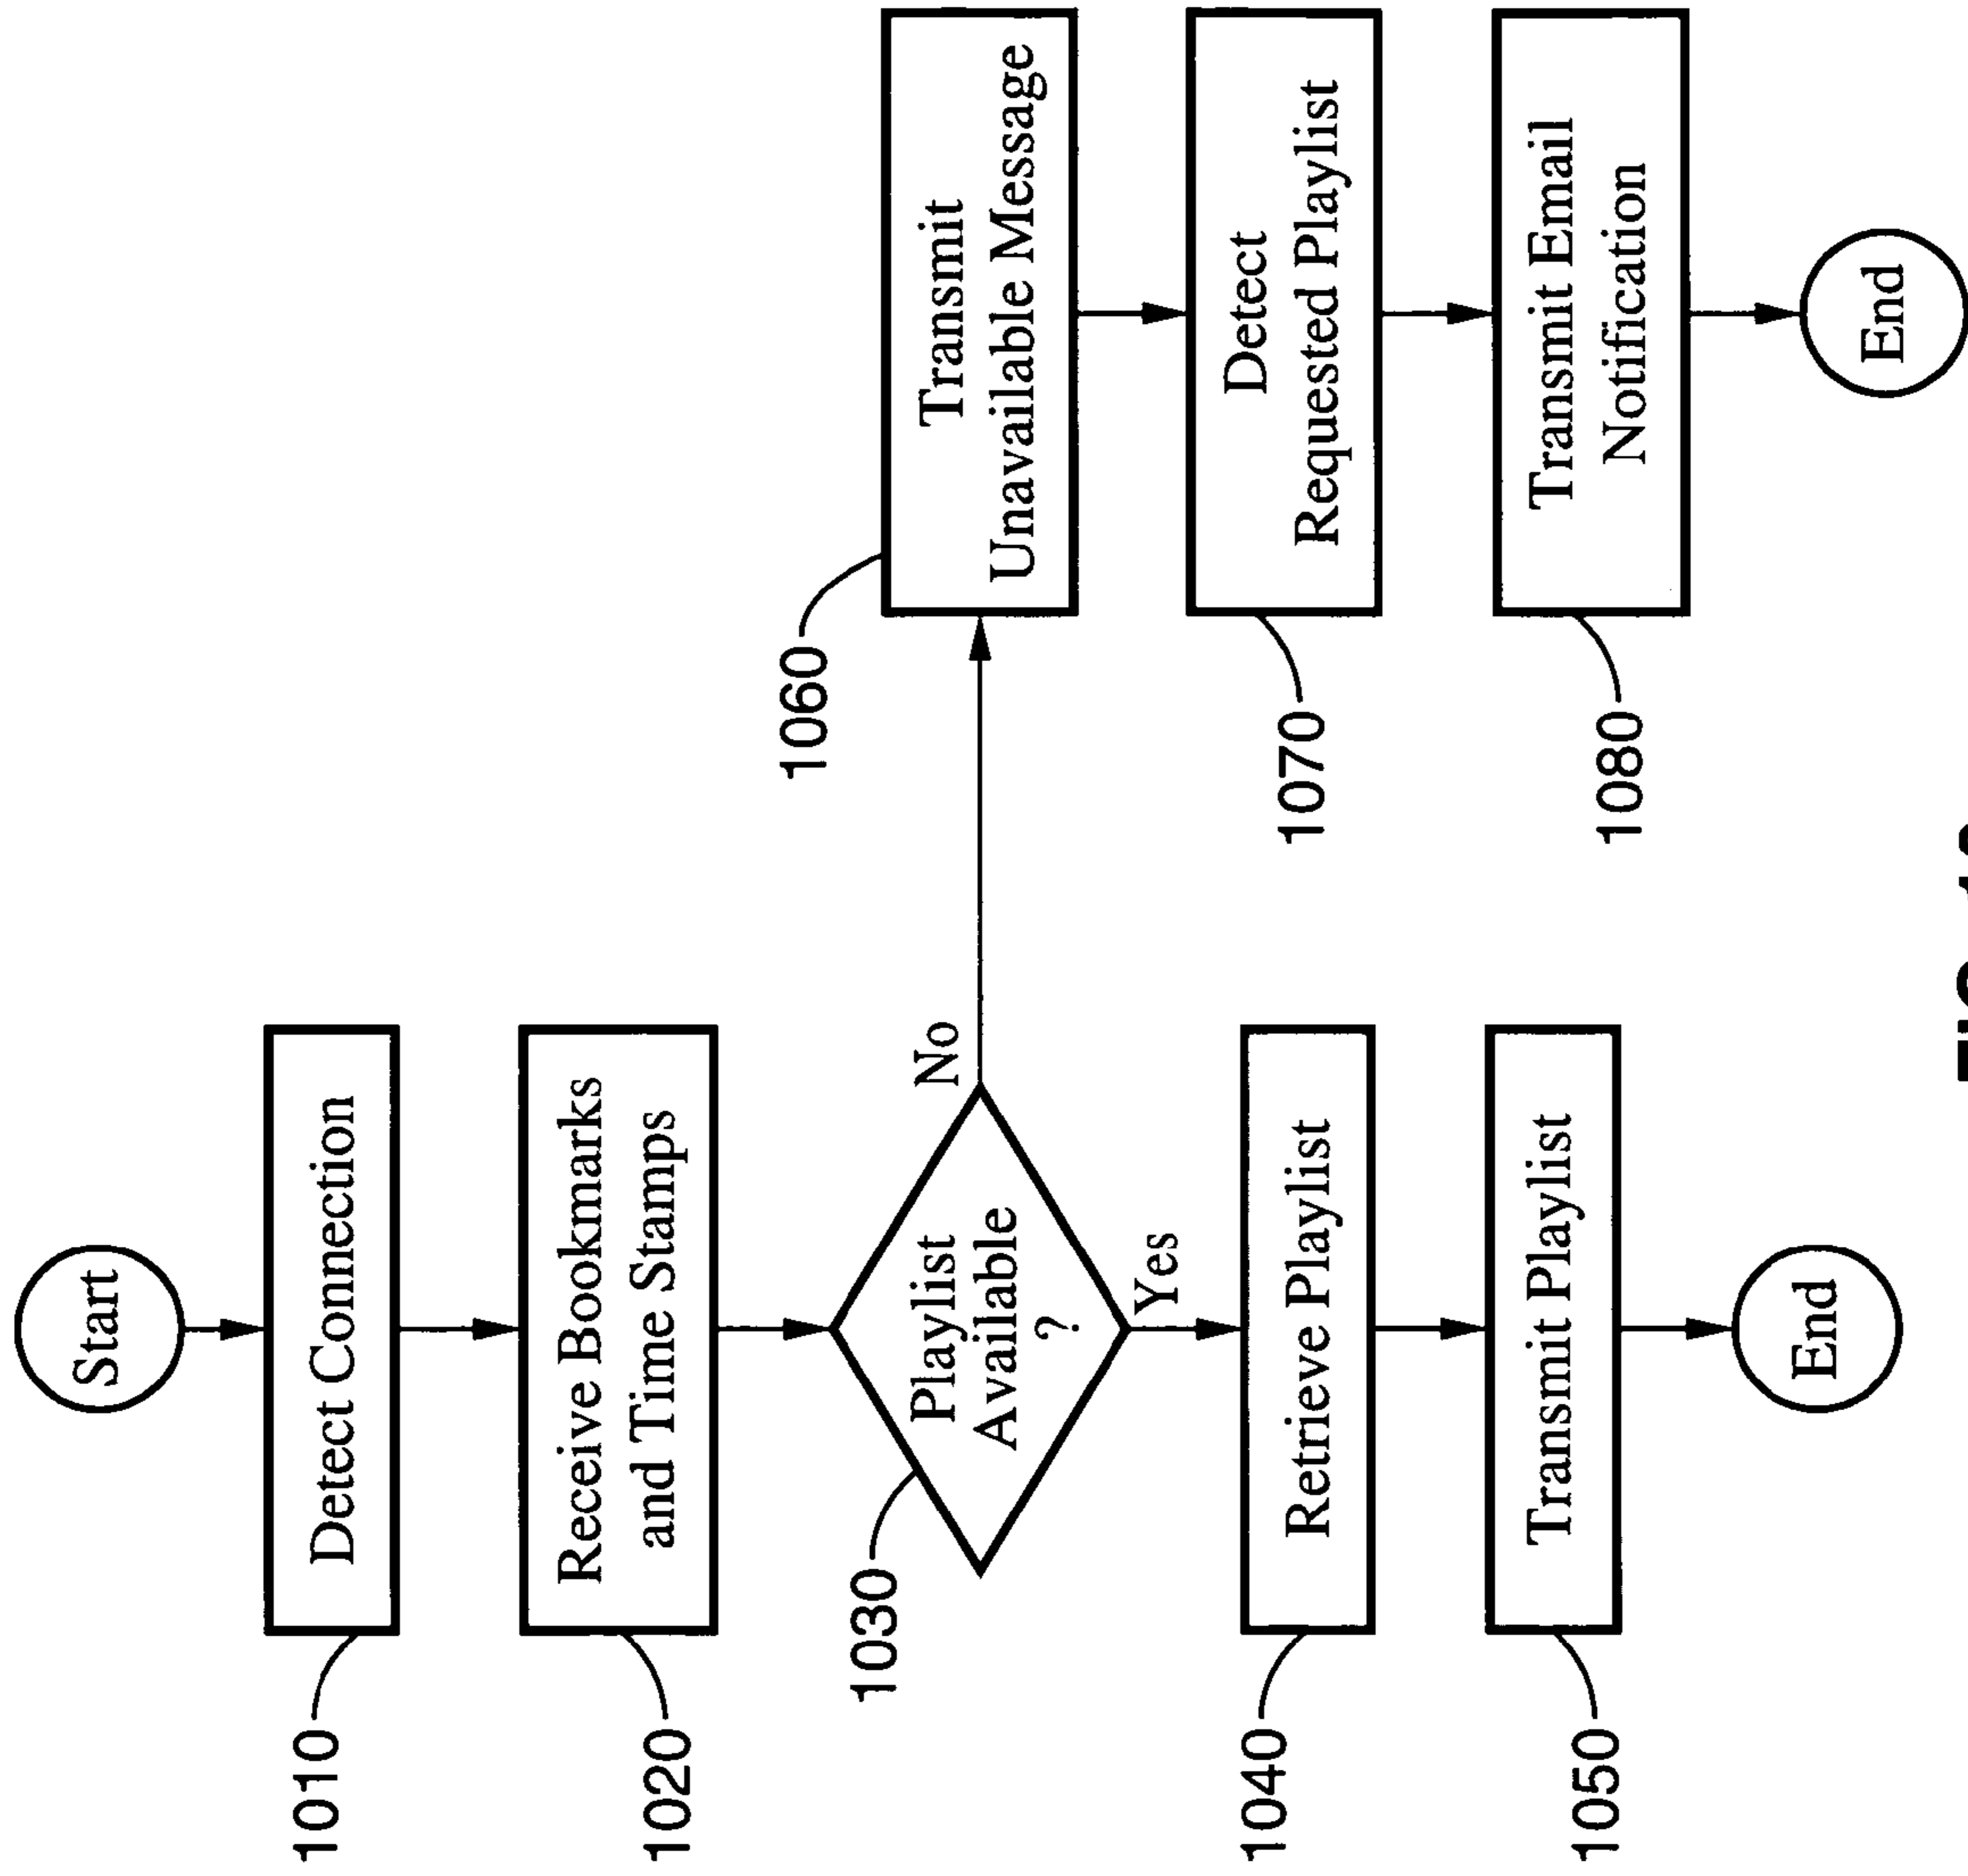 Start
1010
Detect Connection
1020
Receive Bookmarks
and Time Stamps
1030
Playlist
Available
?
No
Yes
1040
Retrieve Playlist
1050
Transmit Playlist
End
1060
Transmit
Unavailable Message
1070
Detect
Requested Playlist
1080
Transmit Email
Notification
End